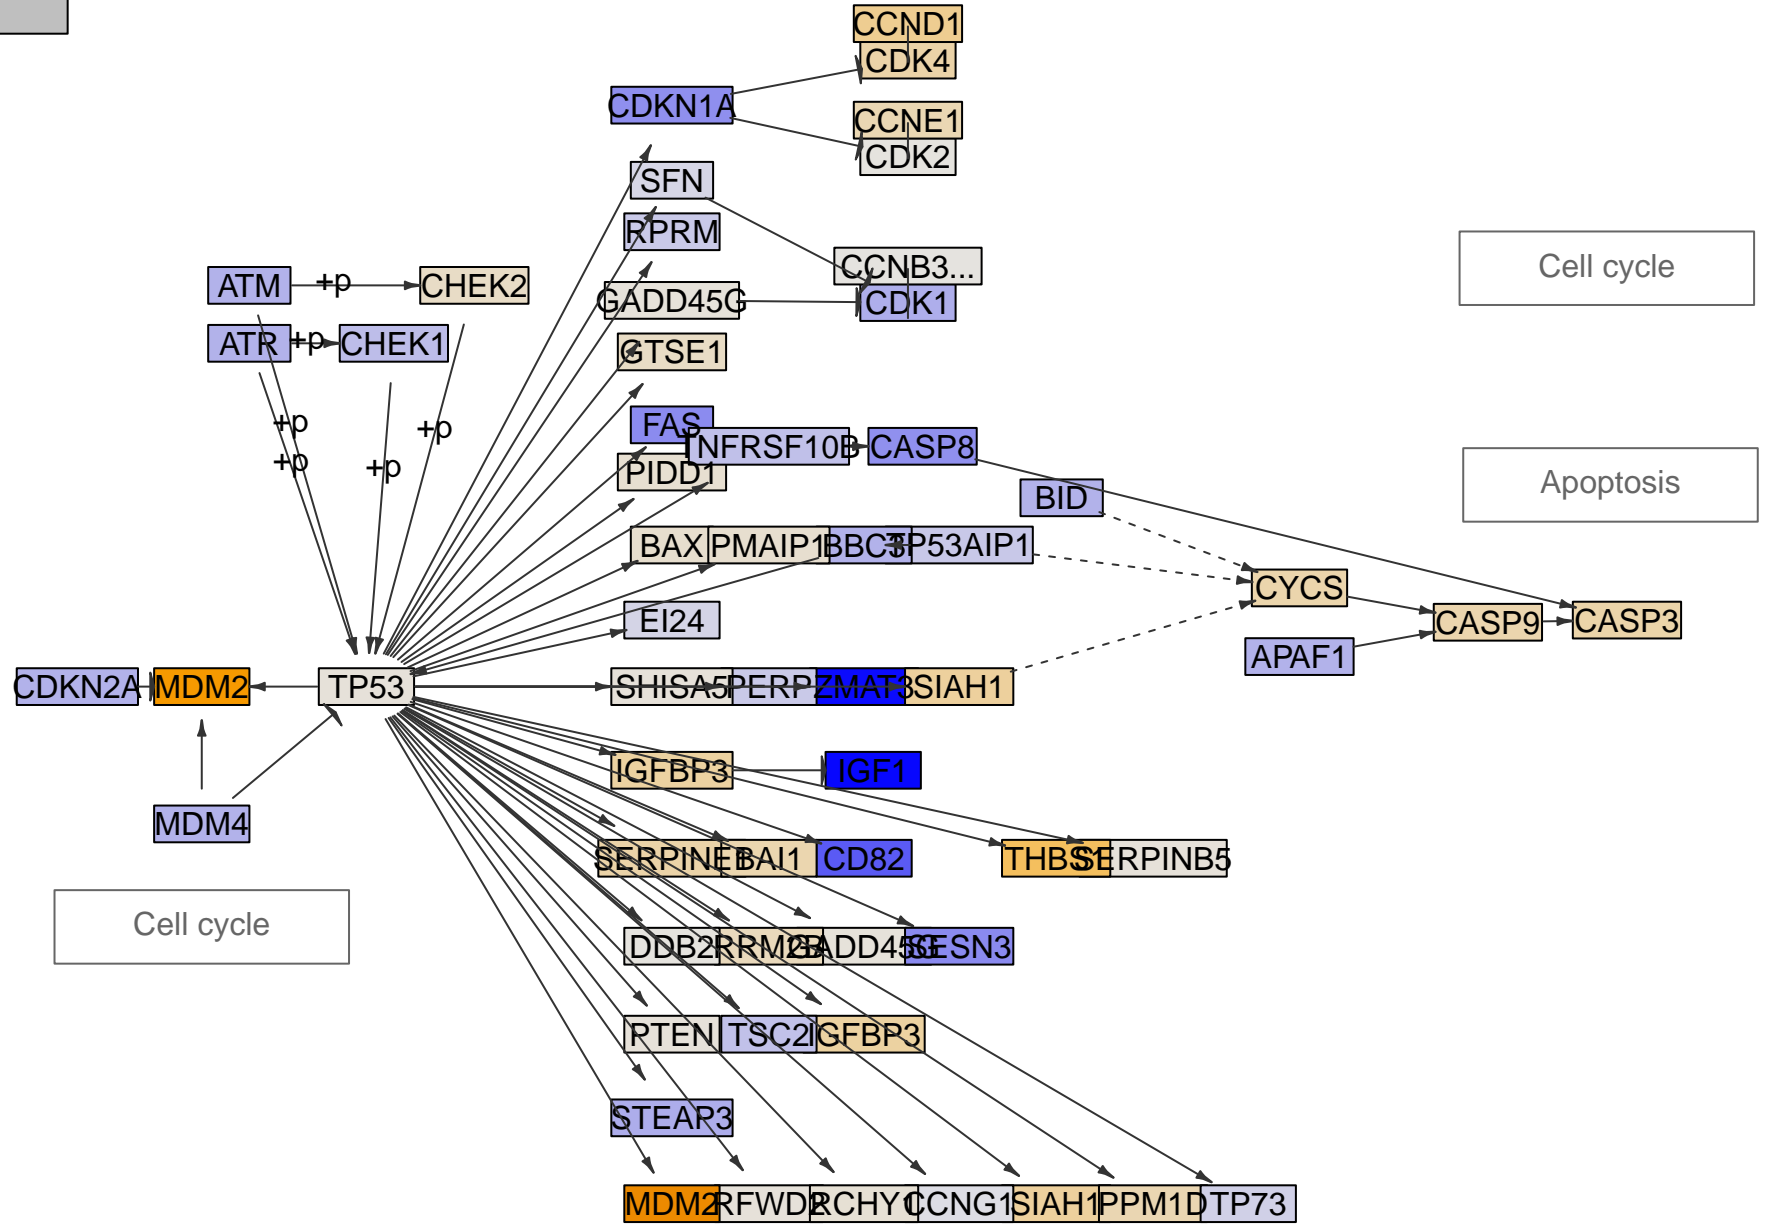 CCND1
CDK4
CDKN1A
CCNE1
CDK2
SFN
RPRM
CCNB3...
Cell cycle
ATM
+p
CHEK2
GADD45G
CDK1
ATR
+p
CHEK1
GTSE1
FAS
+p
+p
TNFRSF10B
CASP8
+p
+p
PIDD1
Apoptosis
BID
BAX
PMAIP1
BBC3
TP53AIP1
CYCS
EI24
CASP9
CASP3
APAF1
CDKN2A
MDM2
TP53
SHISA5
PERP
ZMAT3
SIAH1
IGFBP3
IGF1
MDM4
SERPINE1
BAI1
CD82
THBS1
SERPINB5
Cell cycle
DDB2
RRM2B
GADD45G
SESN3
PTEN
TSC2
IGFBP3
STEAP3
MDM2
RFWD2
RCHY1
CCNG1
SIAH1
PPM1D
TP73